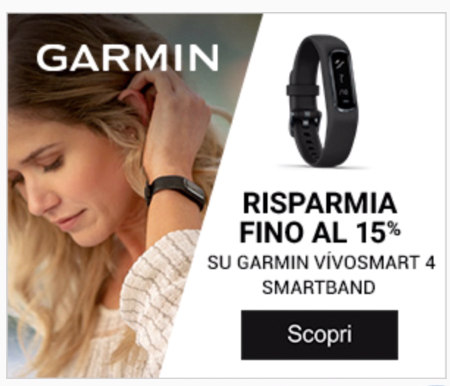 GARMIN
RISPARMIA
FINO AL 15%
SU GARMIN VÍVOSMART 4
SMARTBAND
Scopri